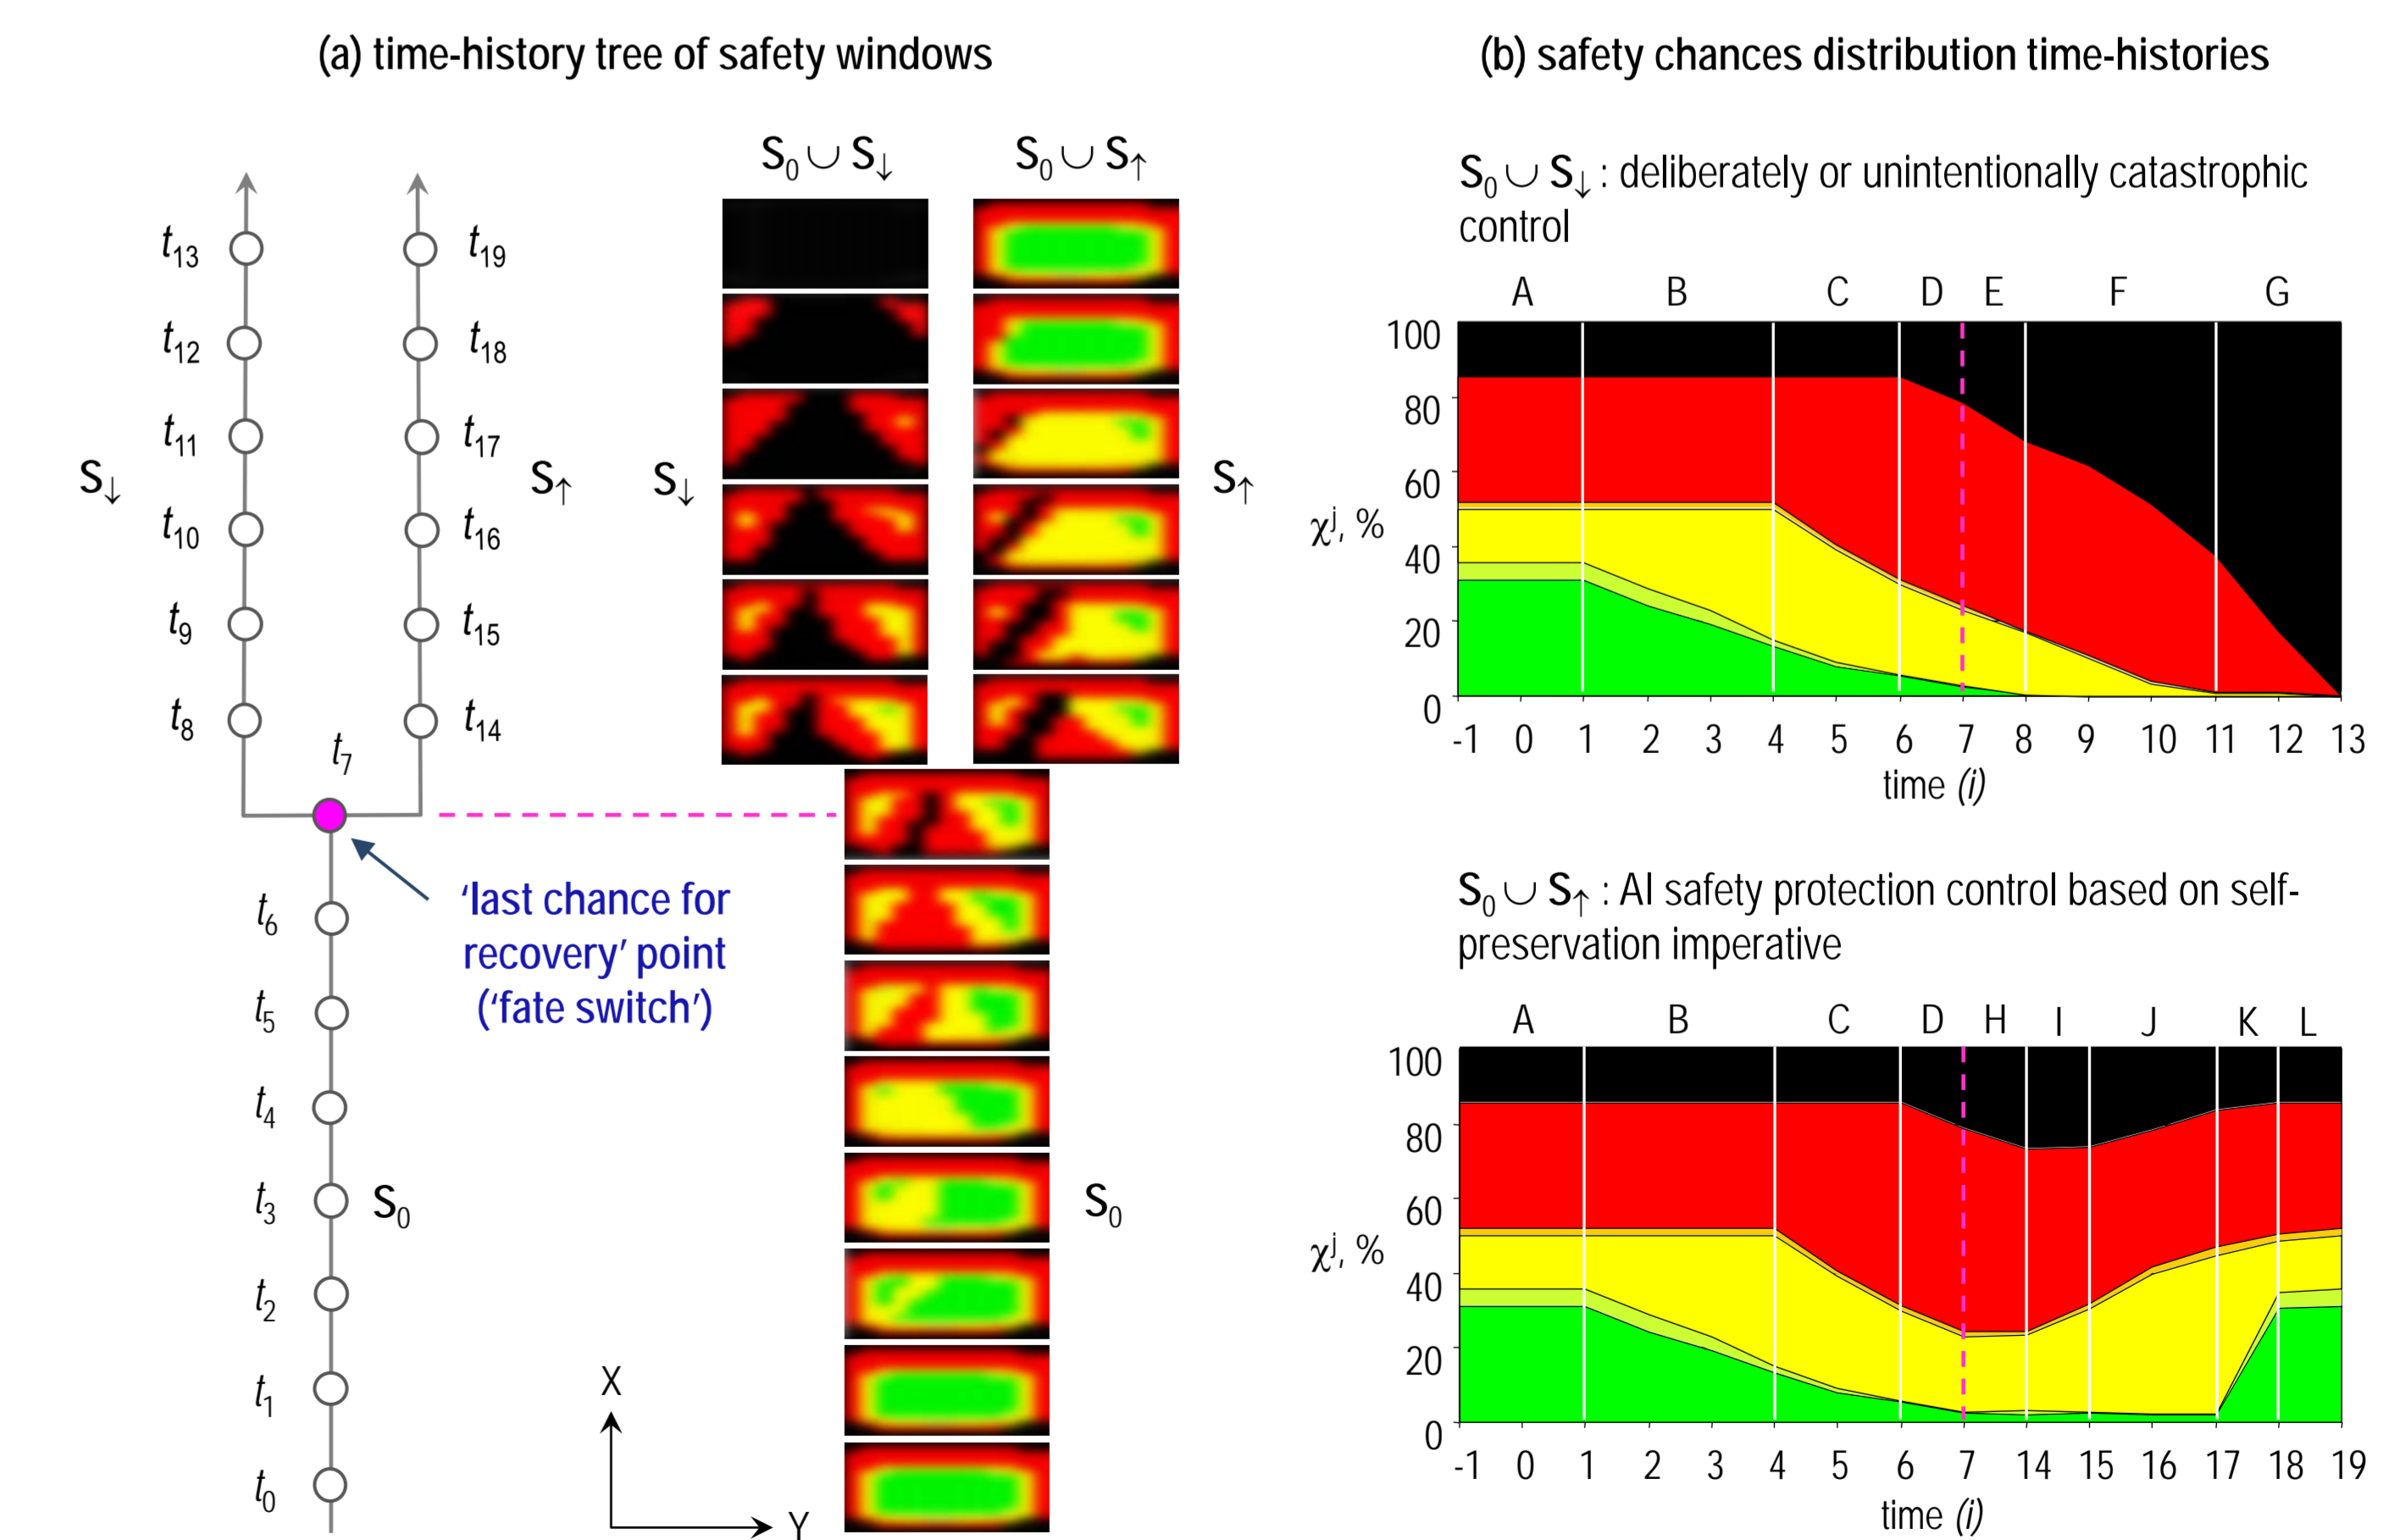 (a) time-history tree of safety windows
S₀ ∪ S↓
S₀ ∪ S↑
t₁₃
t₁₉
t₁₂
t₁₈
t₁₁
t₁₇
S↓
S↑
S↓
S↑
t₁₀
t₁₆
t₉
t₁₅
t₈
t₁₄
t₇
'last chance for
recovery' point
('fate switch')
t₆
t₅
t₄
t₃
S₀
S₀
t₂
t₁
t₀
X
Y
(b) safety chances distribution time-histories
S₀ ∪ S↓ : deliberately or unintentionally catastrophic
control
A B C D E F G
100
80
60
χʲ, %
40
20
0
-1 0 1 2 3 4 5 6 7 8 9 10 11 12 13
time (i)
S₀ ∪ S↑ : AI safety protection control based on self-
preservation imperative
A B C D H I J K L
100
80
60
χʲ, %
40
20
0
-1 0 1 2 3 4 5 6 7 14 15 16 17 18 19
time (i)